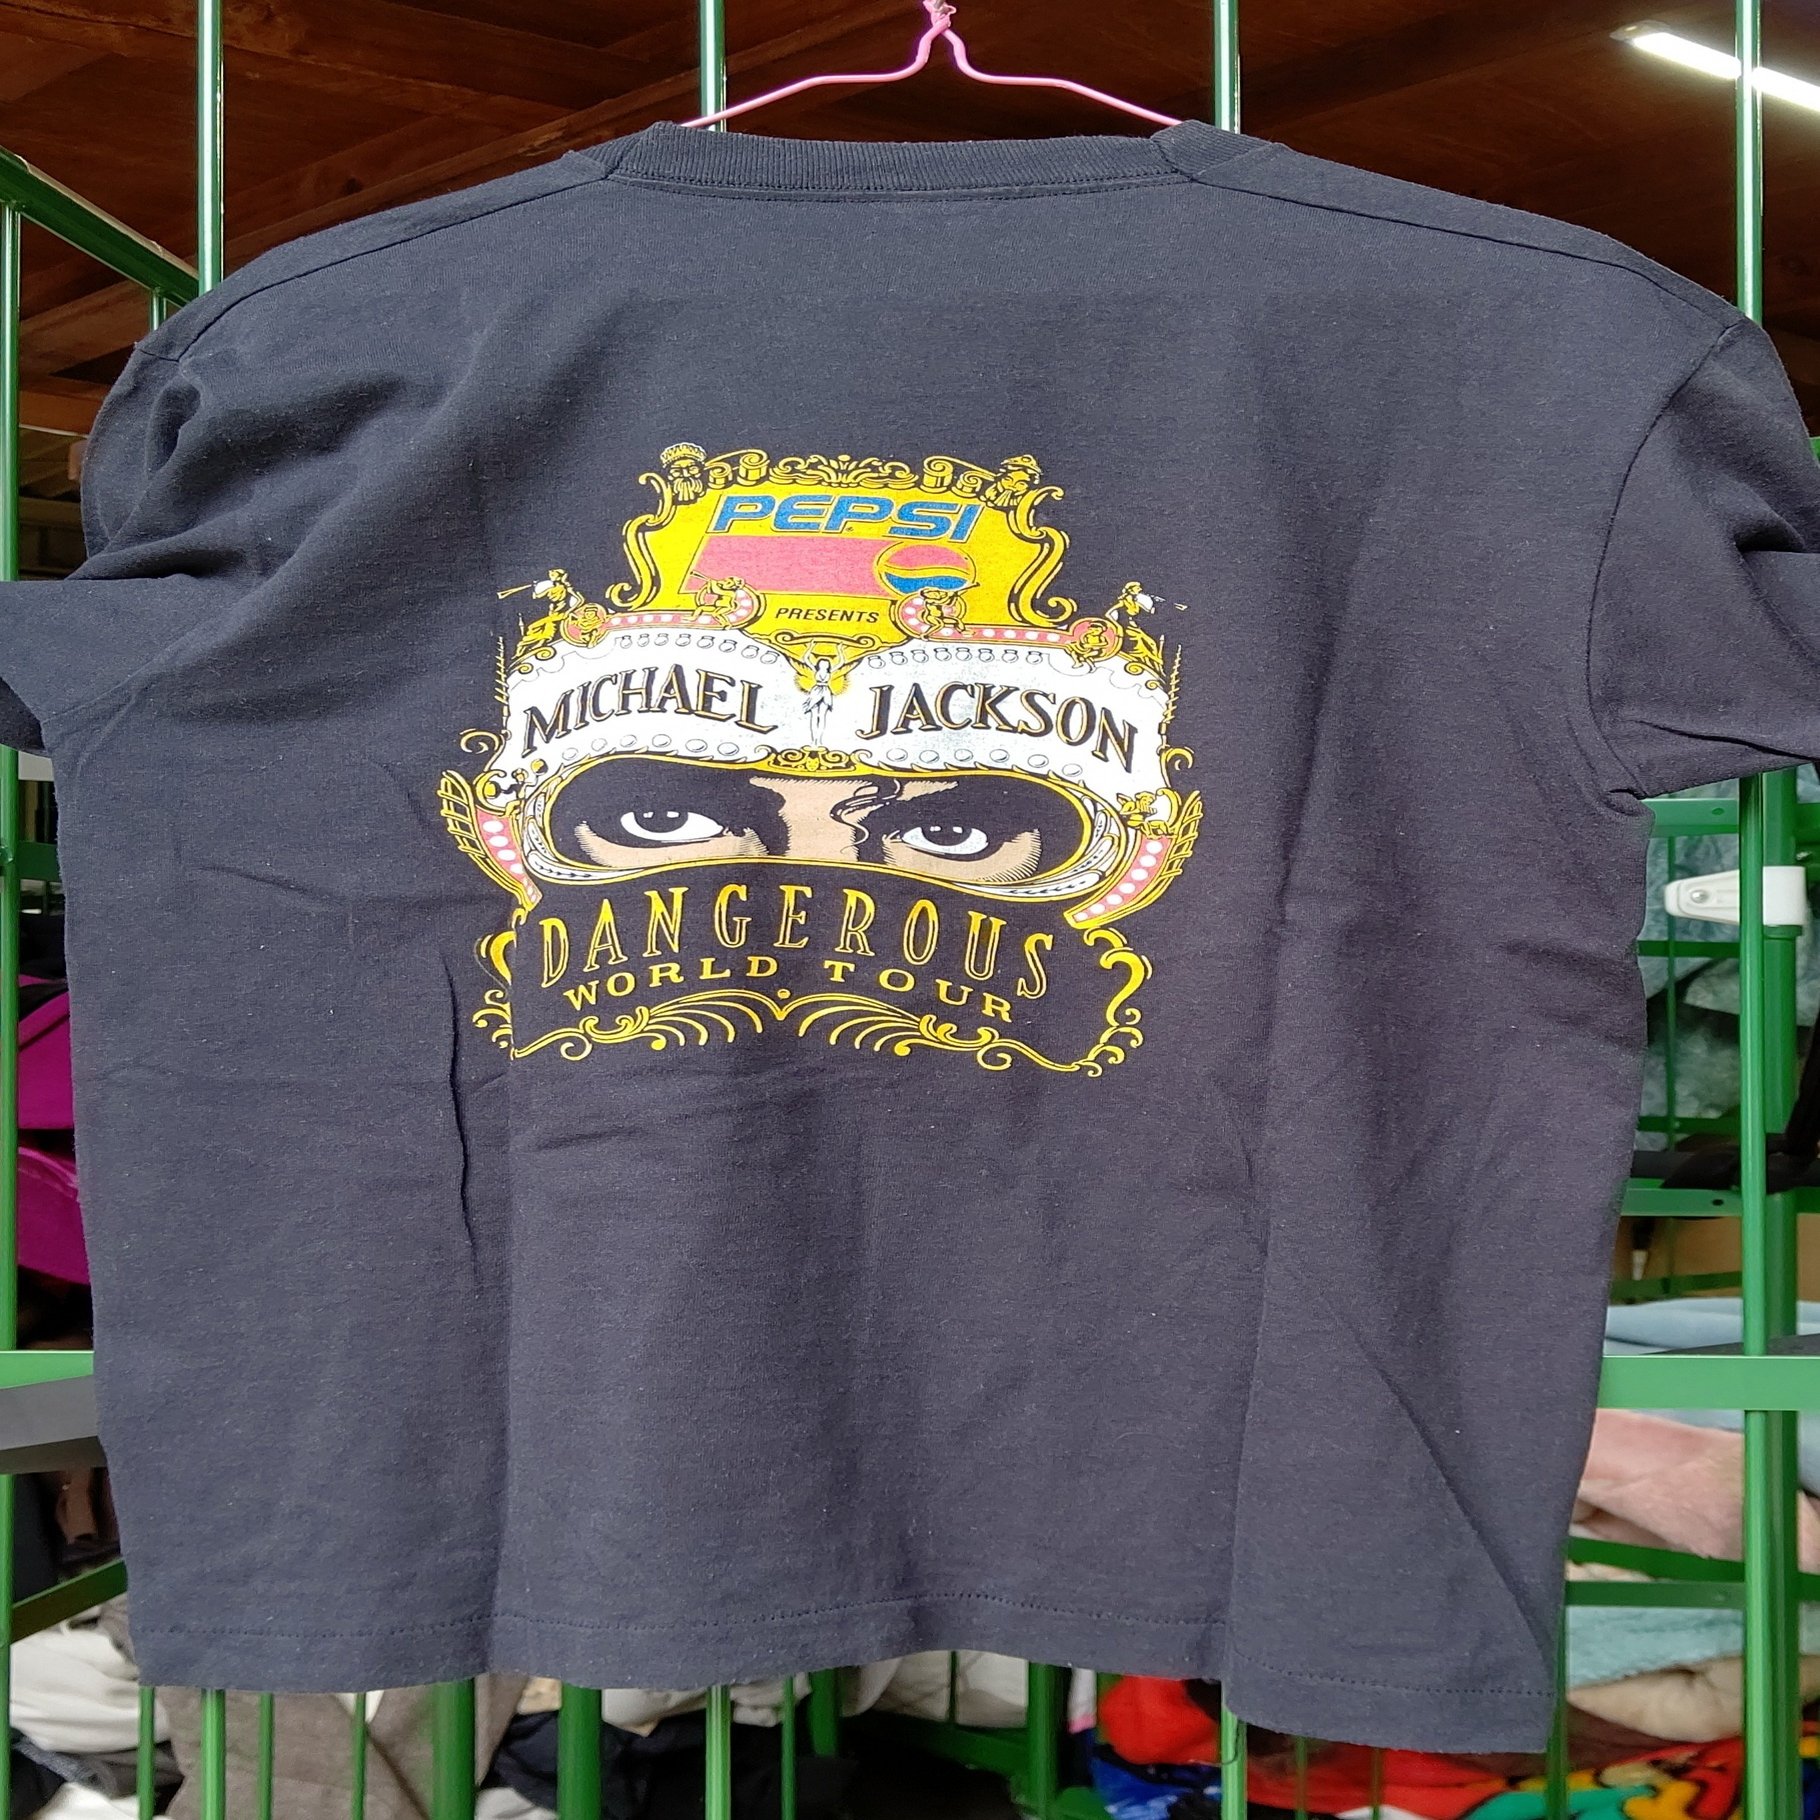 PEPSI
PRESENTS
MICHAEL JACKSON
DANGEROUS
WORLD TOUR